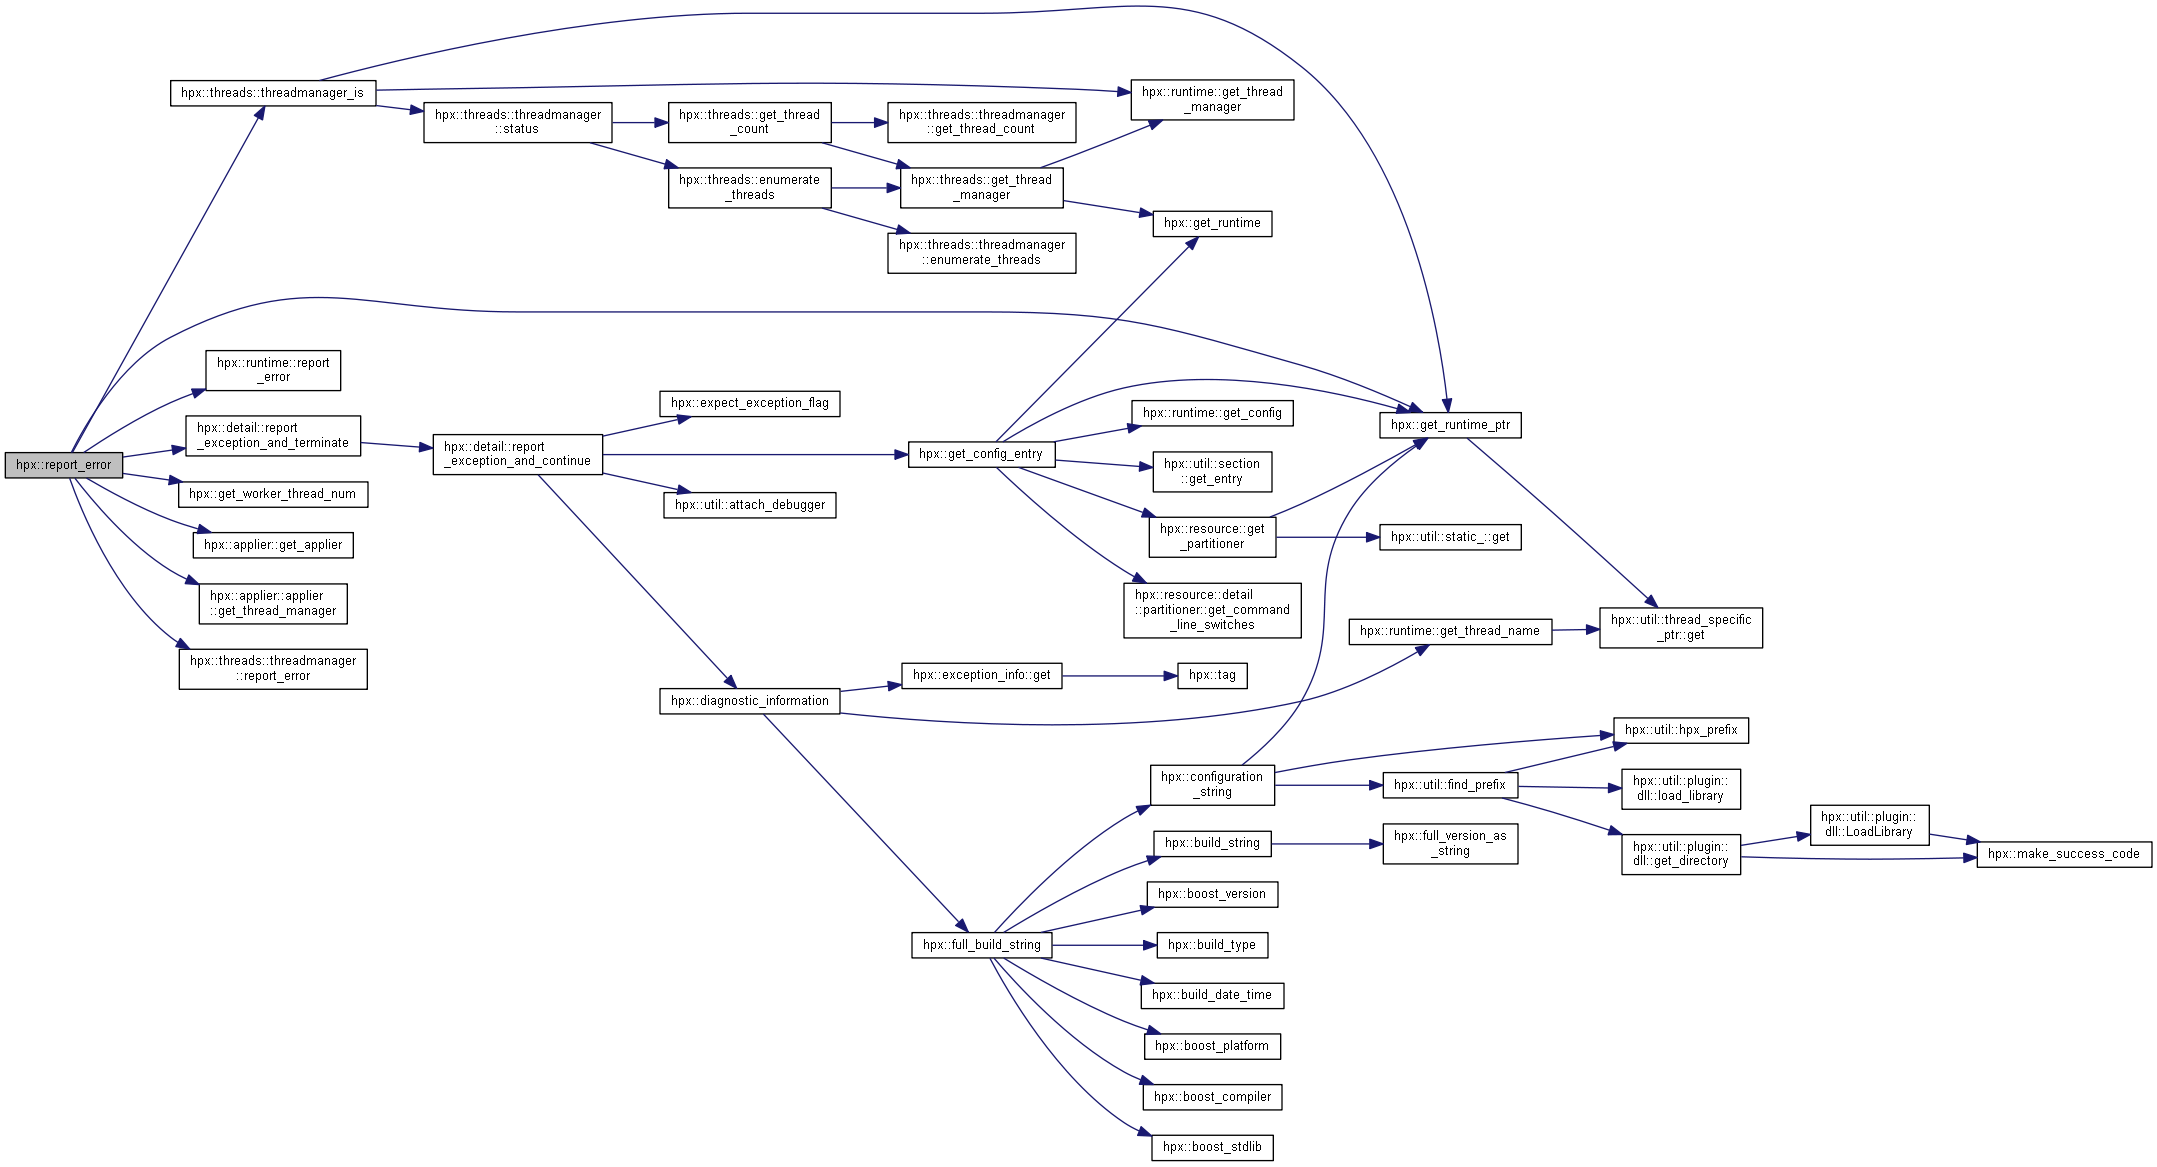 hpx::threads::threadmanager_is
hpx::runtime::get_thread
_manager
hpx::threads::threadmanager
::status
hpx::threads::get_thread
_count
hpx::threads::threadmanager
::get_thread_count
hpx::threads::enumerate
_threads
hpx::threads::get_thread
_manager
hpx::get_runtime
hpx::threads::threadmanager
::enumerate_threads
hpx::runtime::report
_error
hpx::expect_exception_flag
hpx::runtime::get_config
hpx::get_runtime_ptr
hpx::detail::report
_exception_and_terminate
hpx::detail::report
_exception_and_continue
hpx::get_config_entry
hpx::report_error
hpx::util::section
::get_entry
hpx::get_worker_thread_num
hpx::util::attach_debugger
hpx::resource::get
_partitioner
hpx::util::static_::get
hpx::applier::get_applier
hpx::applier::applier
::get_thread_manager
hpx::resource::detail
::partitioner::get_command
_line_switches
hpx::util::thread_specific
_ptr::get
hpx::runtime::get_thread_name
hpx::threads::threadmanager
::report_error
hpx::exception_info::get
hpx::tag
hpx::diagnostic_information
hpx::util::hpx_prefix
hpx::configuration
_string
hpx::util::find_prefix
hpx::util::plugin::
dll::load_library
hpx::util::plugin::
dll::LoadLibrary
hpx::build_string
hpx::full_version_as
_string
hpx::util::plugin::
dll::get_directory
hpx::make_success_code
hpx::boost_version
hpx::full_build_string
hpx::build_type
hpx::build_date_time
hpx::boost_platform
hpx::boost_compiler
hpx::boost_stdlib